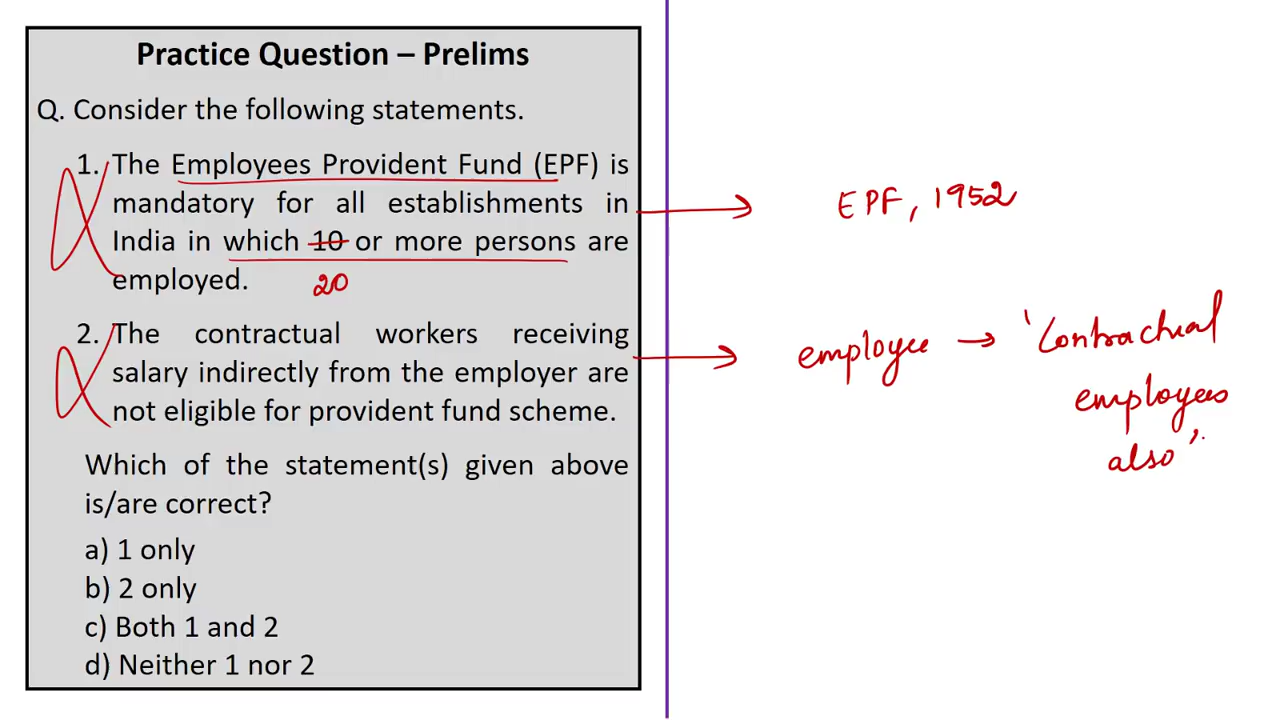 Practice Question – Prelims
Q. Consider the following statements.
1. The Employees Provident Fund (EPF) is
mandatory for all establishments in
India in which 10 or more persons are
employed.
20
2. The contractual workers receiving
salary indirectly from the employer are
not eligible for provident fund scheme.
Which of the statement(s) given above
is/are correct?
a) 1 only
b) 2 only
c) Both 1 and 2
d) Neither 1 nor 2
EPF, 1952
employee → 'Contractual
employees
also'